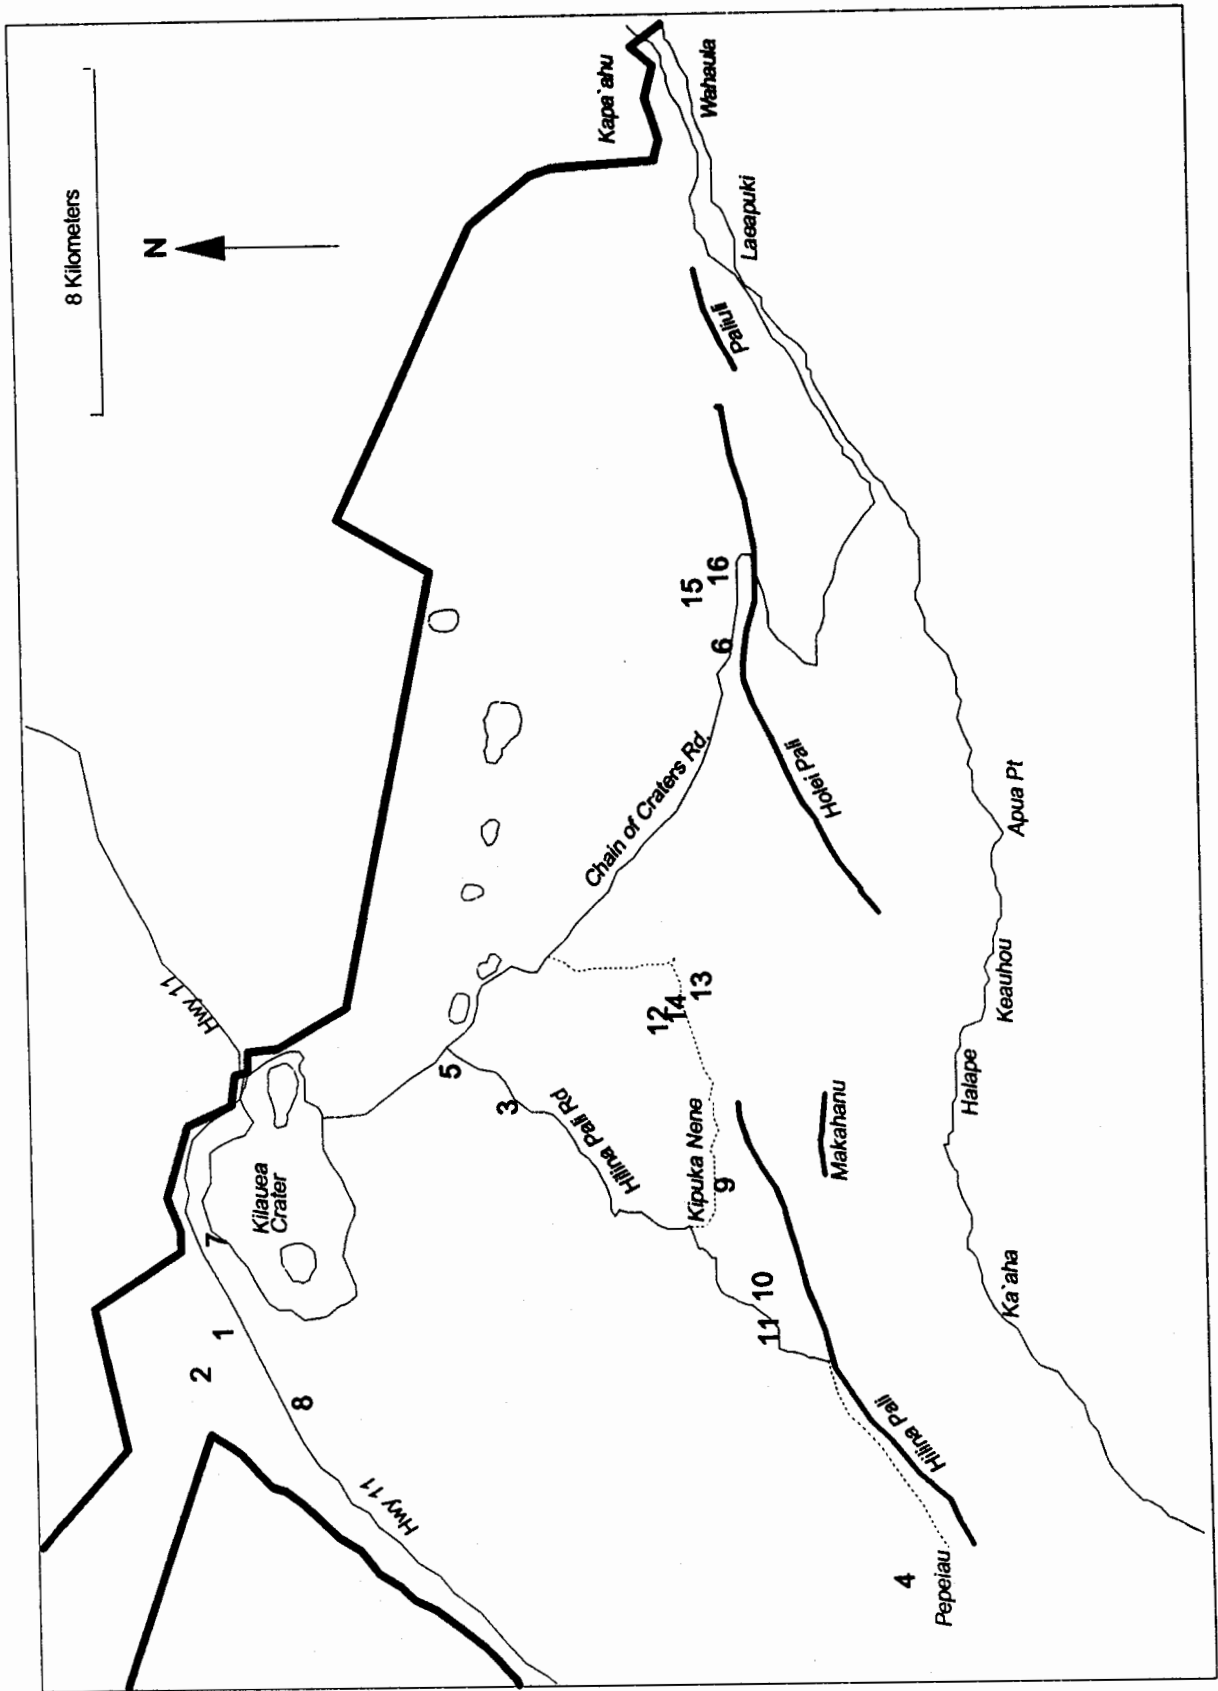 8 Kilometers
N
Kapa`ahu
Wahaula
Laeapuki
Paliuli
Hwy 11
Kilauea
Crater
7
1
2
8
Hwy 11
5
3
Hilina Pali Rd
Chain of Craters Rd.
15
16
6
Holei Pali
12
14
13
Kipuka Nene
9
10
11
Makahanu
Hilina Pali
4
Pepeiau
Apua Pt
Keauhou
Halape
Ka`aha